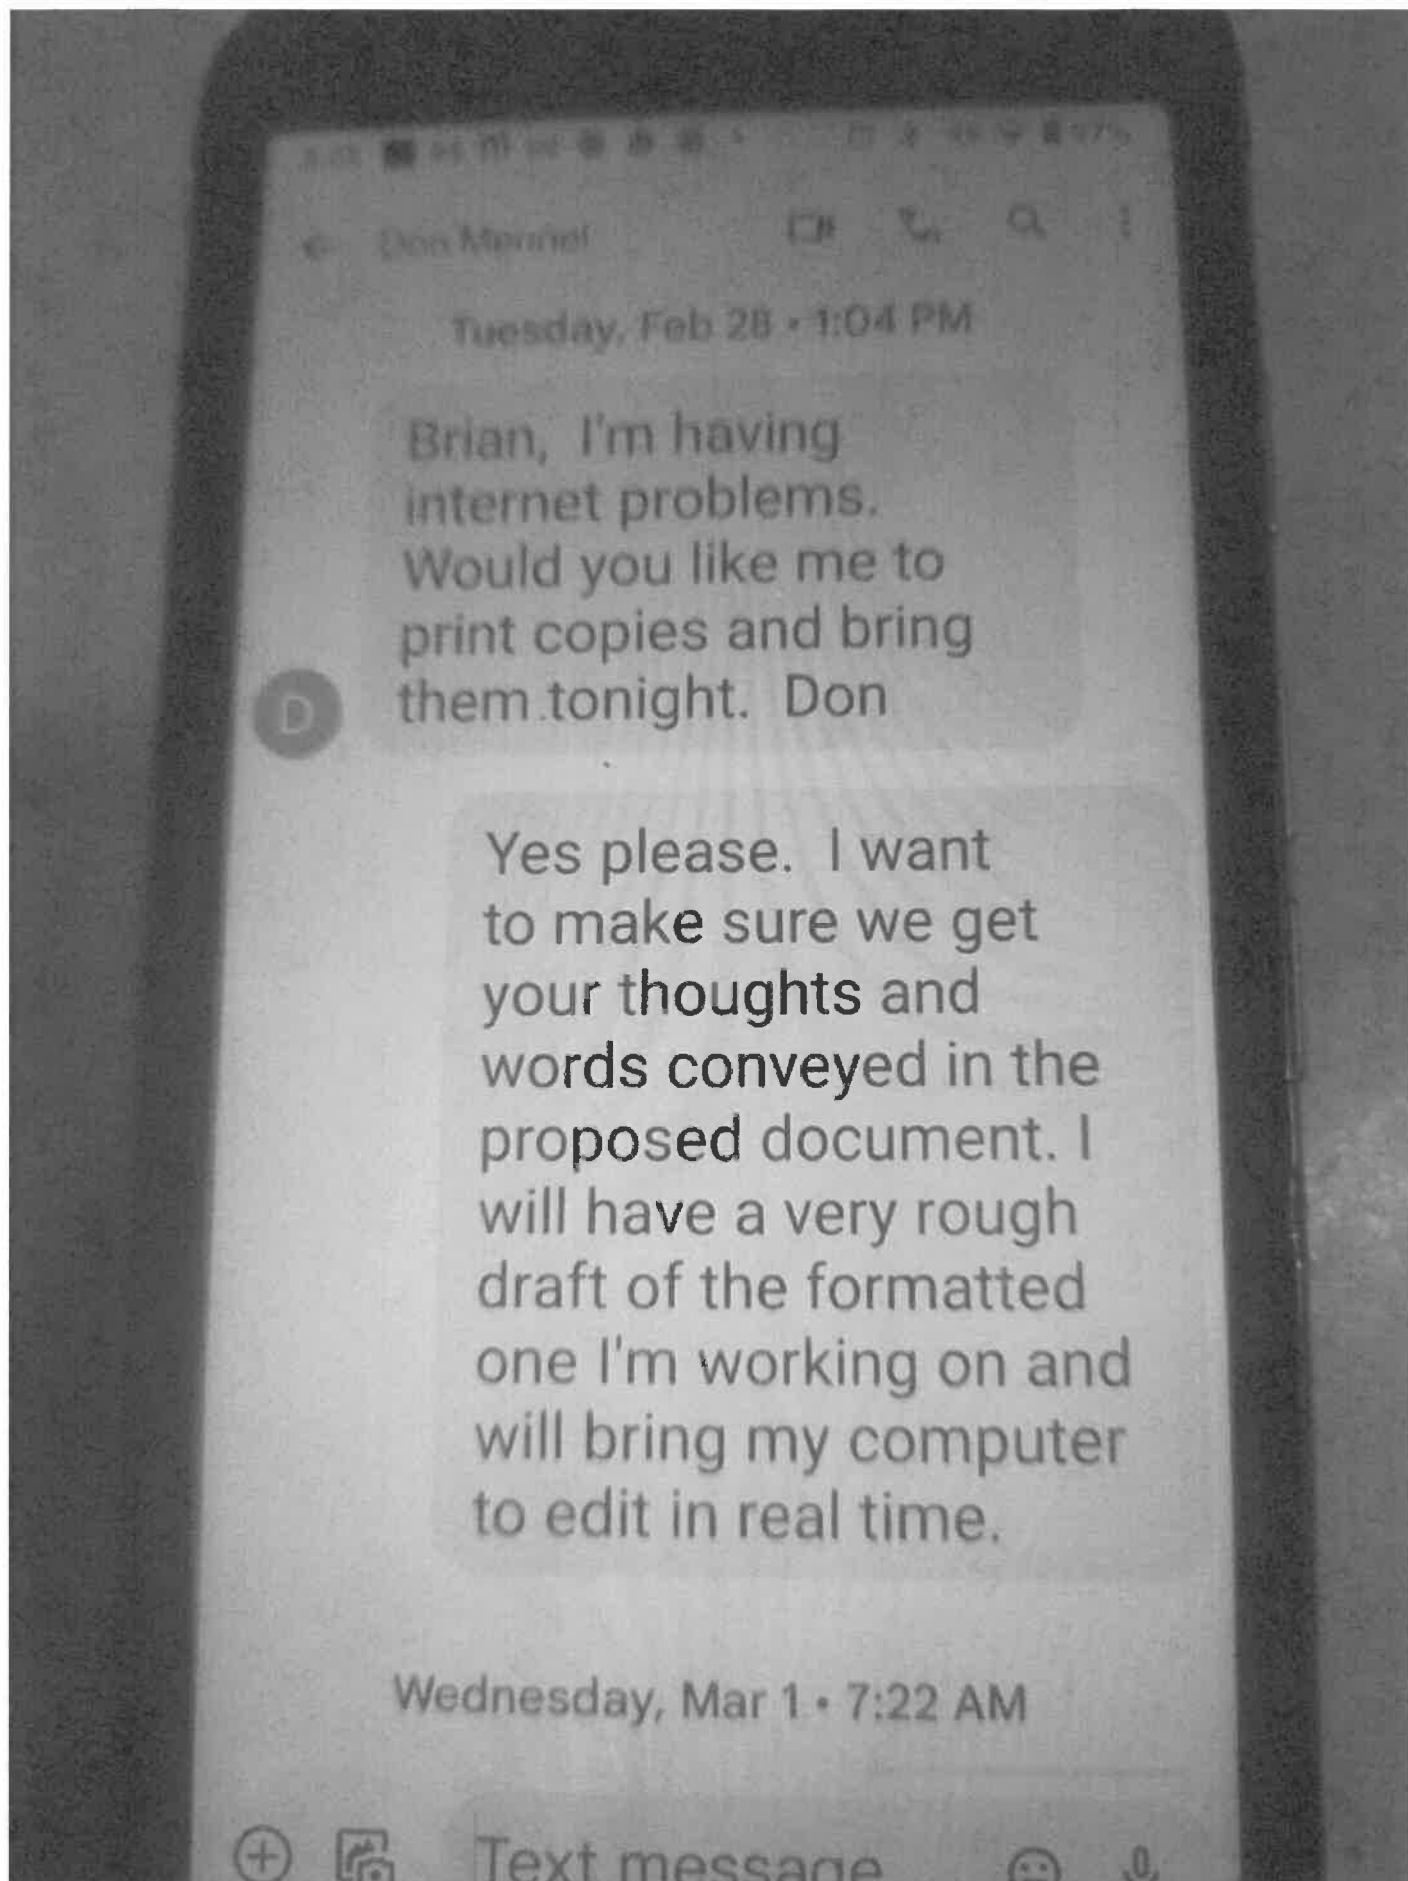 Don
Tuesday, Feb 28 • 1:04 PM
Brian,  I'm having
internet problems.
Would you like me to
print copies and bring
them tonight.  Don
D
Yes please.  I want
to make sure we get
your thoughts and
words conveyed in the
proposed document. I
will have a very rough
draft of the formatted
one I'm working on and
will bring my computer
to edit in real time.
Wednesday, Mar 1 • 7:22 AM
Text message